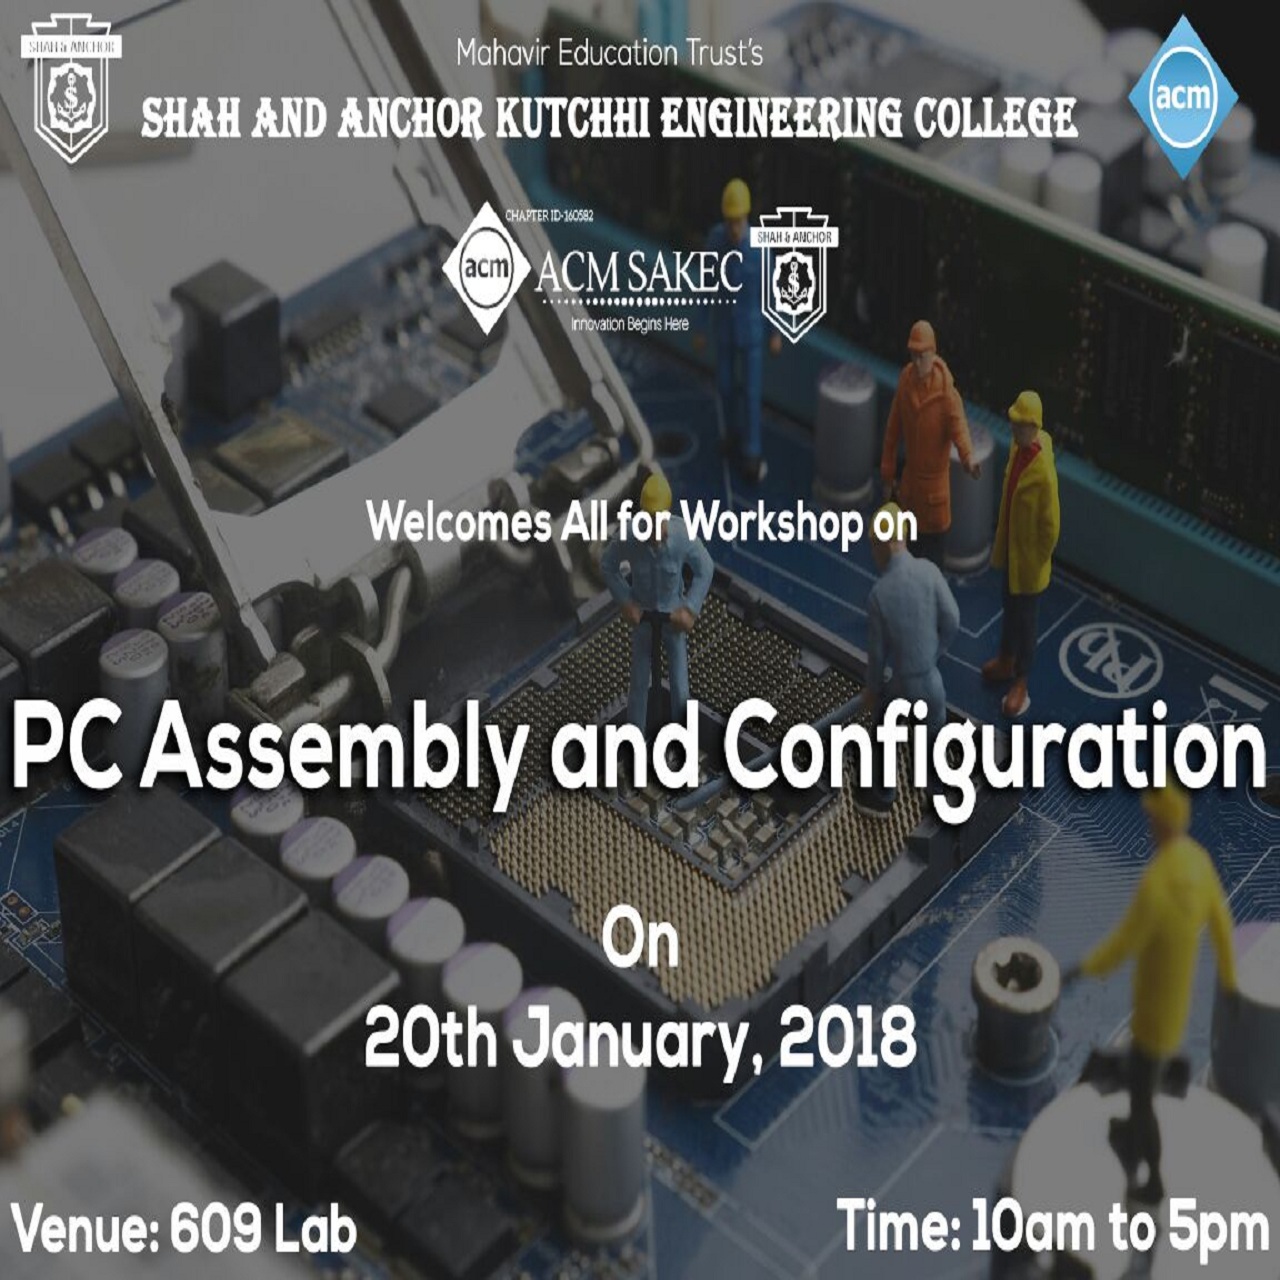 SHAH & ANCHOR
Mahavir Education Trust's
SHAH AND ANCHOR KUTCHHI ENGINEERING COLLEGE
acm
CHAPTER ID-160582
acm
ACM SAKEC
Innovation Begins Here
SHAH & ANCHOR
Welcomes All for Workshop on
PC Assembly and Configuration
On
20th January, 2018
Venue: 609 Lab
Time: 10am to 5pm